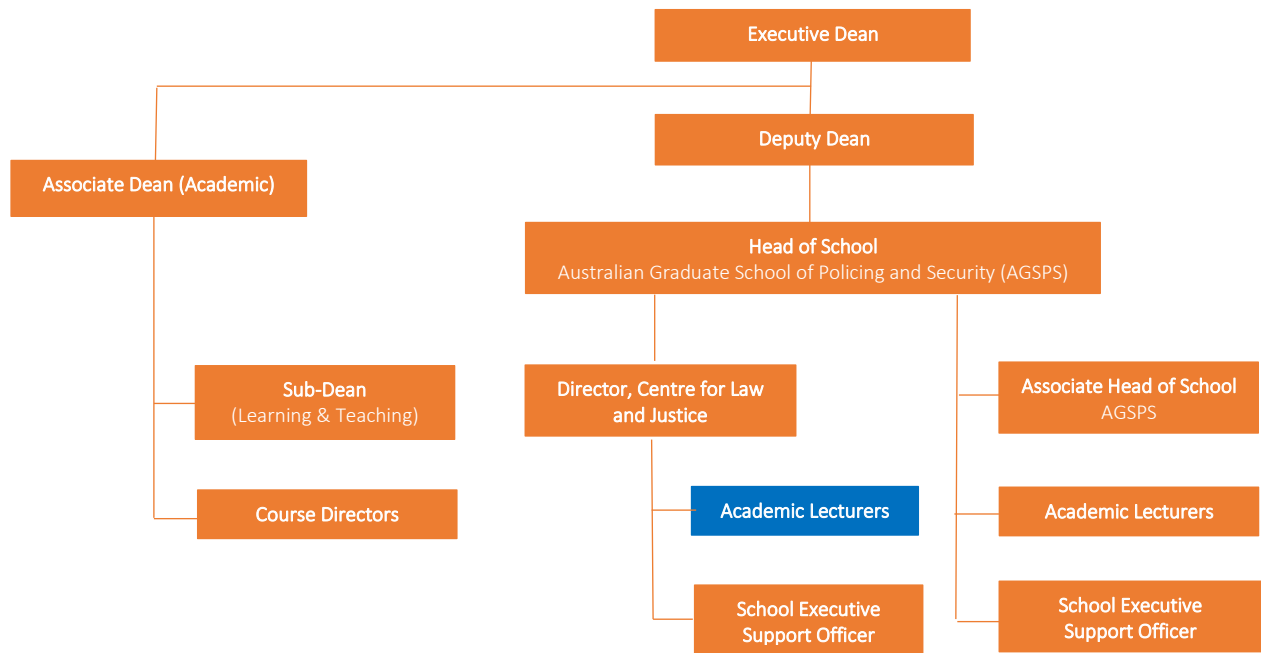 Executive Dean
Deputy Dean
Associate Dean (Academic)
Head of School
Australian Graduate School of Policing and Security (AGSPS)
Sub-Dean
(Learning & Teaching)
Director, Centre for Law
and Justice
Associate Head of School
AGSPS
Course Directors
Academic Lecturers
Academic Lecturers
School Executive
Support Officer
School Executive
Support Officer